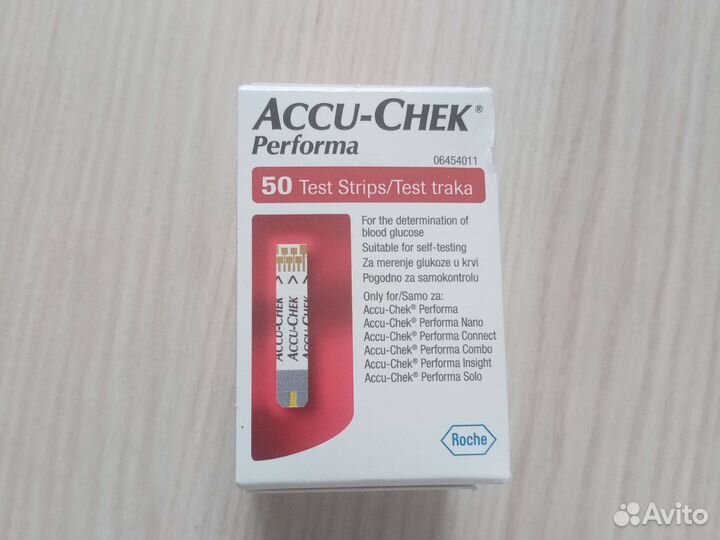 ACCU-CHEK®
Performa
06454011
50 Test Strips/Test traka
For the determination of
blood glucose
Suitable for self-testing
Za merenje glukoze u krvi
Pogodno za samokontrolu
Only for/Samo za:
Accu-Chek® Performa
Accu-Chek® Performa Nano
Accu-Chek® Performa Connect
Accu-Chek® Performa Combo
Accu-Chek® Performa Insight
Accu-Chek® Performa Solo
ACCU-CHEK
ACCU-CHEK
ACCU-CHEK
Roche
Avito